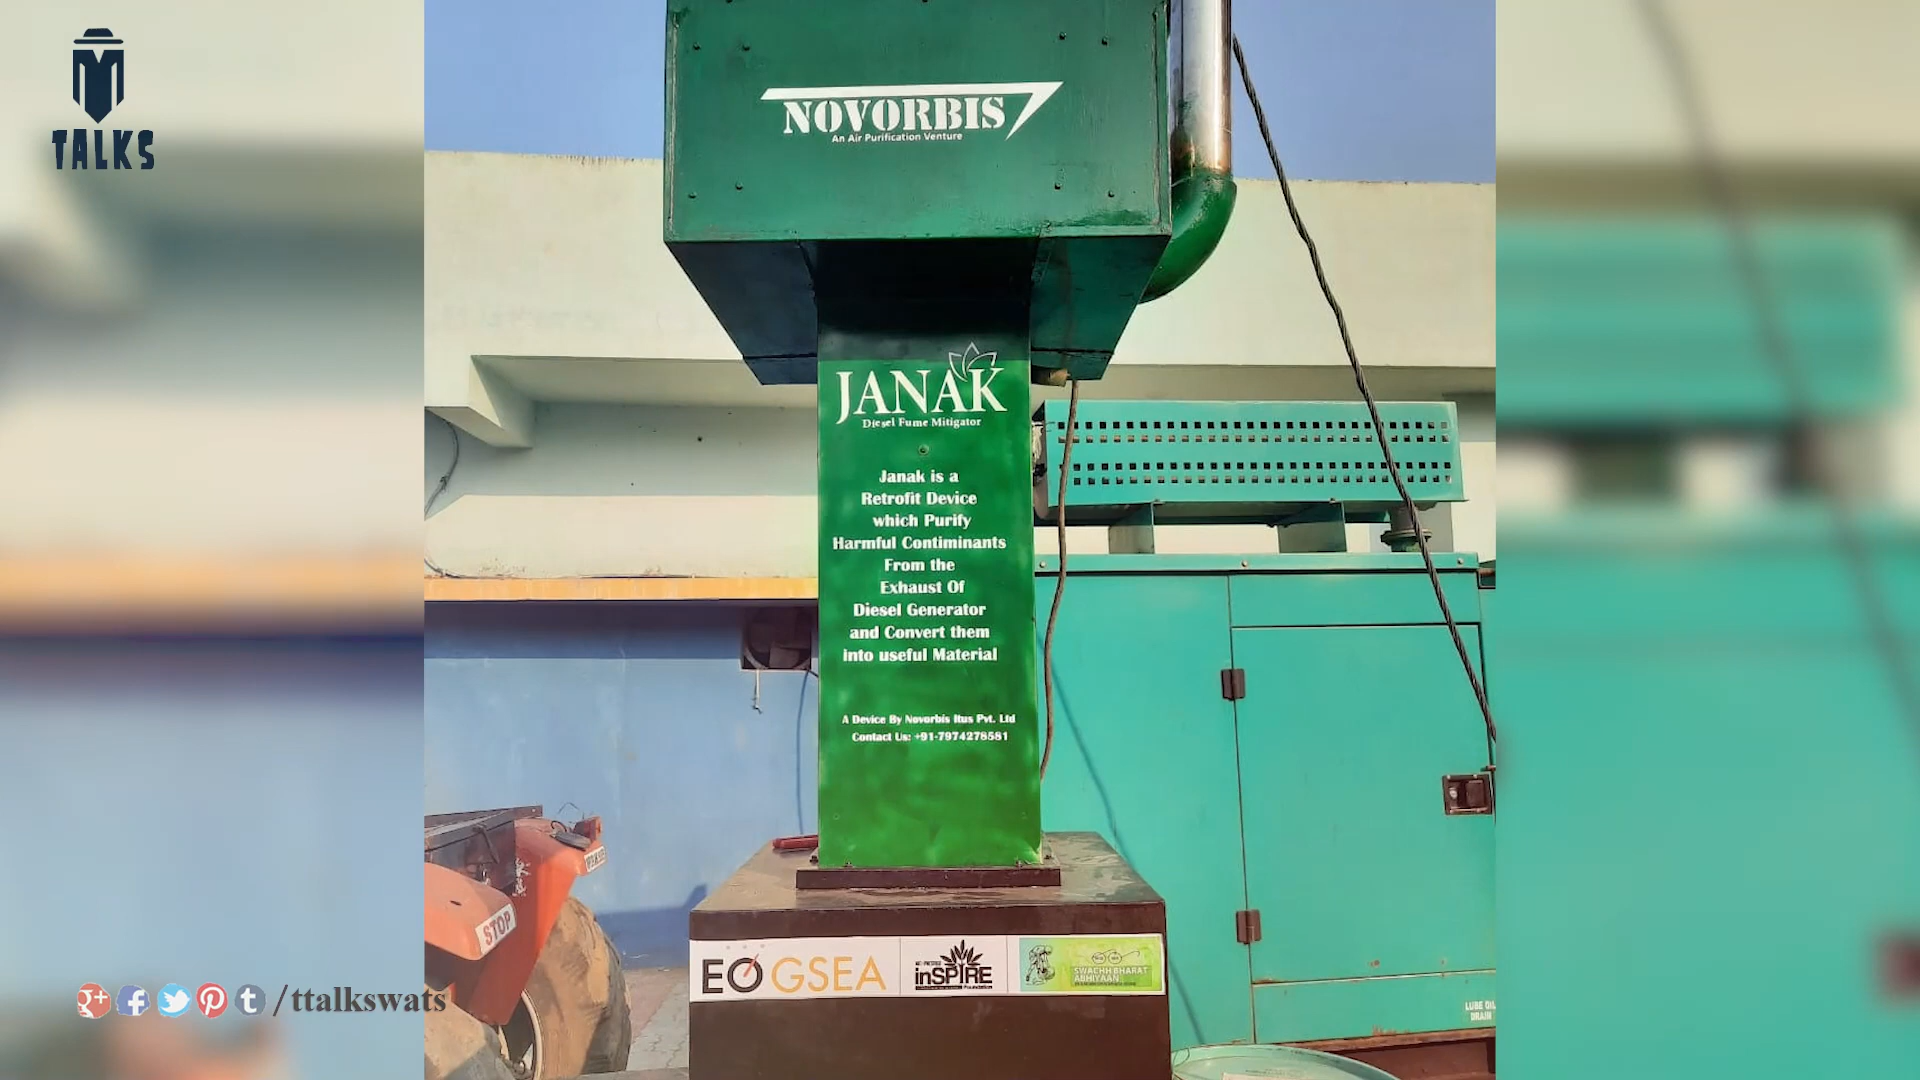 TALKS
NOVORBIS
An Air Purification Venture
JANAK
Diesel Fume Mitigator
Janak is a
Retrofit Device
which Purify
Harmful Contiminants
From the
Exhaust Of
Diesel Generator
and Convert them
into useful Material
A Device By Novorbis Itus Pvt. Ltd
Contact Us: +91-7974278581
STOP
EO GSEA
inSPIRE
Foundation
SWACHH BHARAT
ABHIYAAN
LUBE OIL
DRAIN
/ttalkswats